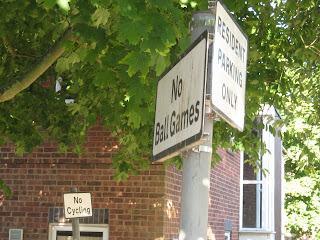 No
Ball Games
RESIDENT
PARKING
ONLY
No
Cycling